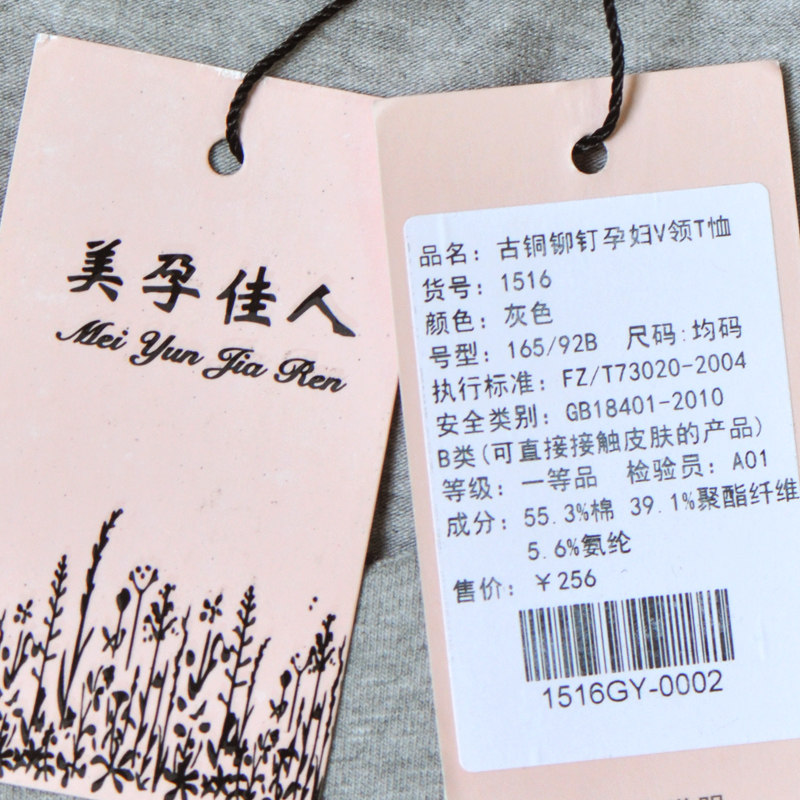 美孕佳人
Mei Yun Jia Ren
品名：古铜铆钉孕妇V领T恤
货号：1516
颜色：灰色
号型：165/92B 尺码:均码
执行标准：FZ/T73020-2004
安全类别：GB18401-2010
B类(可直接接触皮肤的产品)
等级：一等品 检验员：A01
成分：55.3%棉 39.1%聚酯纤维
5.6%氨纶
售价：￥256
1516GY-0002